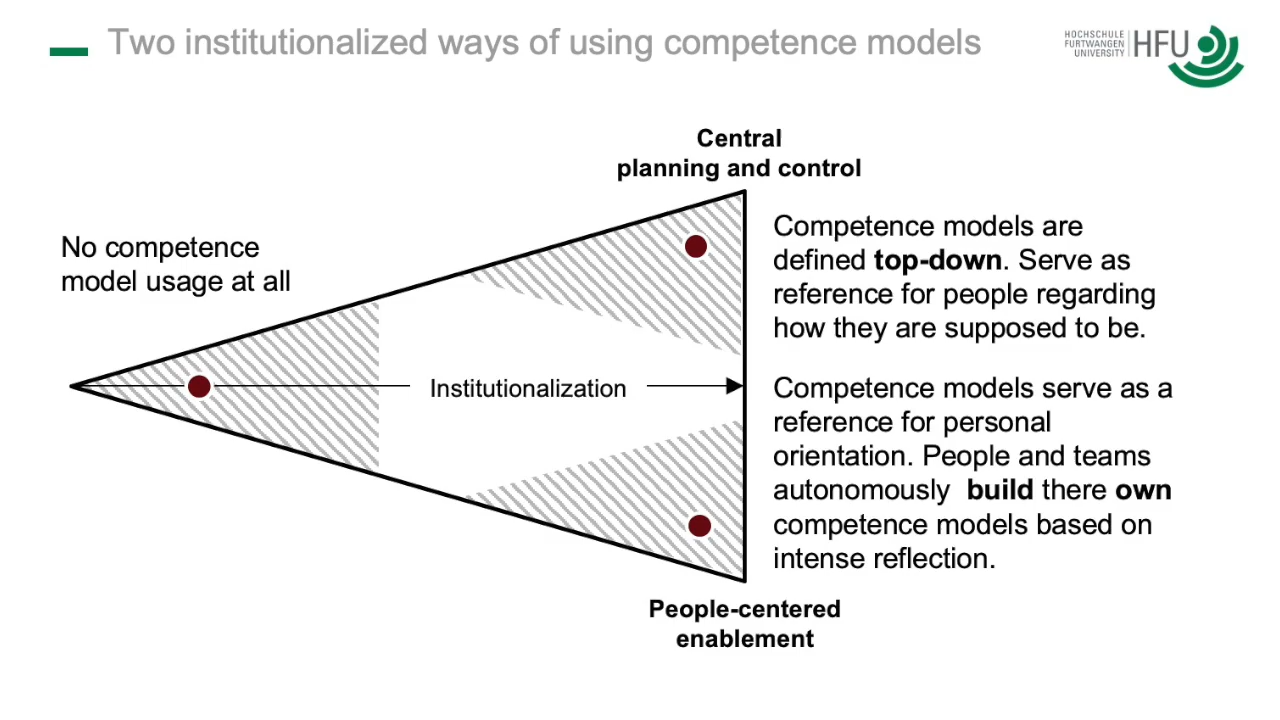 Two institutionalized ways of using competence models
HOCHSCHULE
FURTWANGEN
UNIVERSITY
HFU
Central
planning and control
No competence
model usage at all
Competence models are
defined top-down. Serve as
reference for people regarding
how they are supposed to be.
Institutionalization
Competence models serve as a
reference for personal
orientation. People and teams
autonomously  build there own
competence models based on
intense reflection.
People-centered
enablement